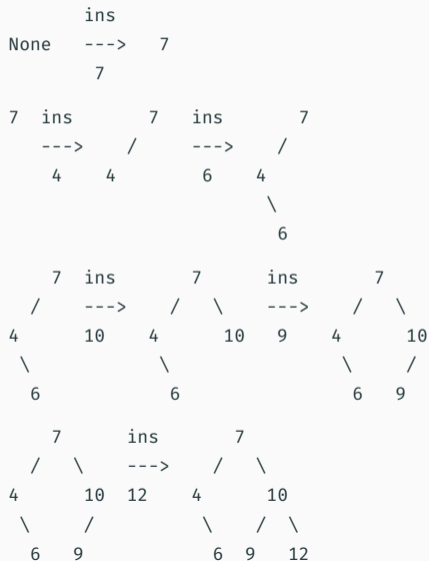 ins
None   --->   7
        7

7  ins       7   ins       7
   --->    /     --->    /
    4    4        6    4
                        \
                         6

    7  ins       7      ins       7
  /    --->    /   \    --->    /   \
4      10    4      10   9    4      10
 \            \                \     /
  6            6                6   9

    7      ins       7
  /   \    --->    /   \
4      10  12    4      10
 \     /          \    /  \
  6   9            6  9   12